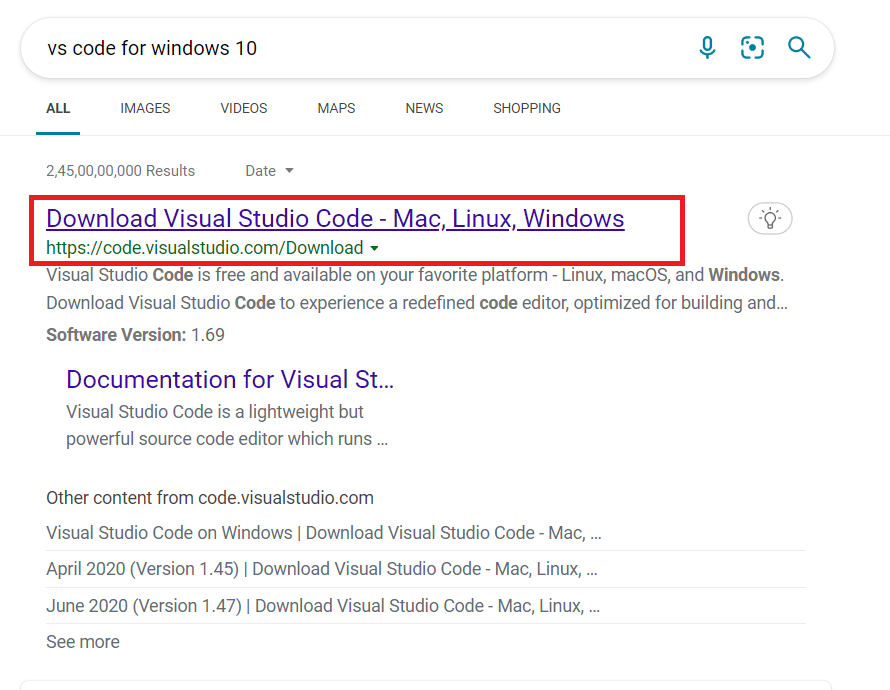 vs code for windows 10
ALL IMAGES VIDEOS MAPS NEWS SHOPPING
2,45,00,00,000 Results Date
Download Visual Studio Code - Mac, Linux, Windows
https://code.visualstudio.com/Download
Visual Studio Code is free and available on your favorite platform - Linux, macOS, and Windows.
Download Visual Studio Code to experience a redefined code editor, optimized for building and...
Software Version: 1.69
Documentation for Visual St...
Visual Studio Code is a lightweight but
powerful source code editor which runs ...
Other content from code.visualstudio.com
Visual Studio Code on Windows | Download Visual Studio Code - Mac, ...
April 2020 (Version 1.45) | Download Visual Studio Code - Mac, Linux, ...
June 2020 (Version 1.47) | Download Visual Studio Code - Mac, Linux, ...
See more